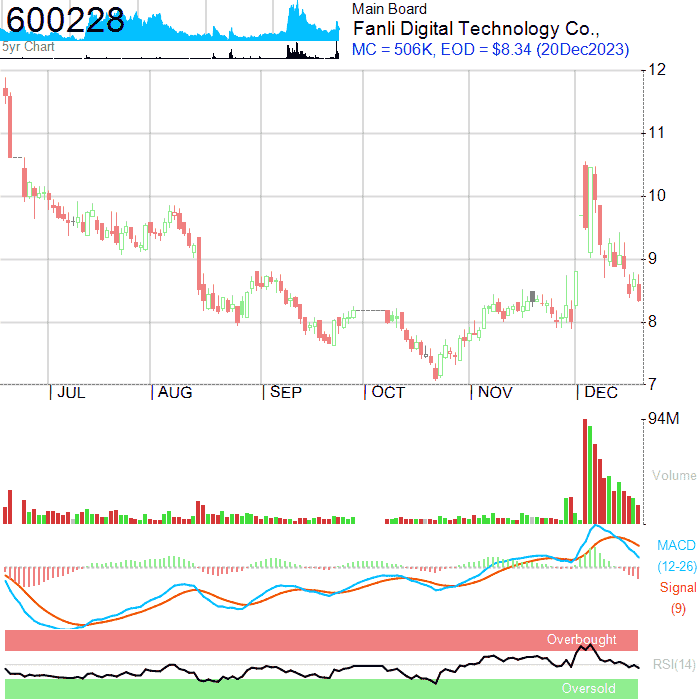 600228
5yr Chart
Main Board
Fanli Digital Technology Co.,
MC = 506K, EOD = $8.34 (20Dec2023)
12
11
10
9
8
7
JUL AUG SEP OCT NOV DEC
94M
Volume
MACD
(12-26)
Signal
(9)
Overbought
RSI(14)
Oversold